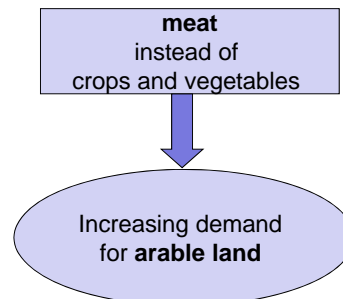 meat
instead of
crops and vegetables
Increasing demand
for arable land